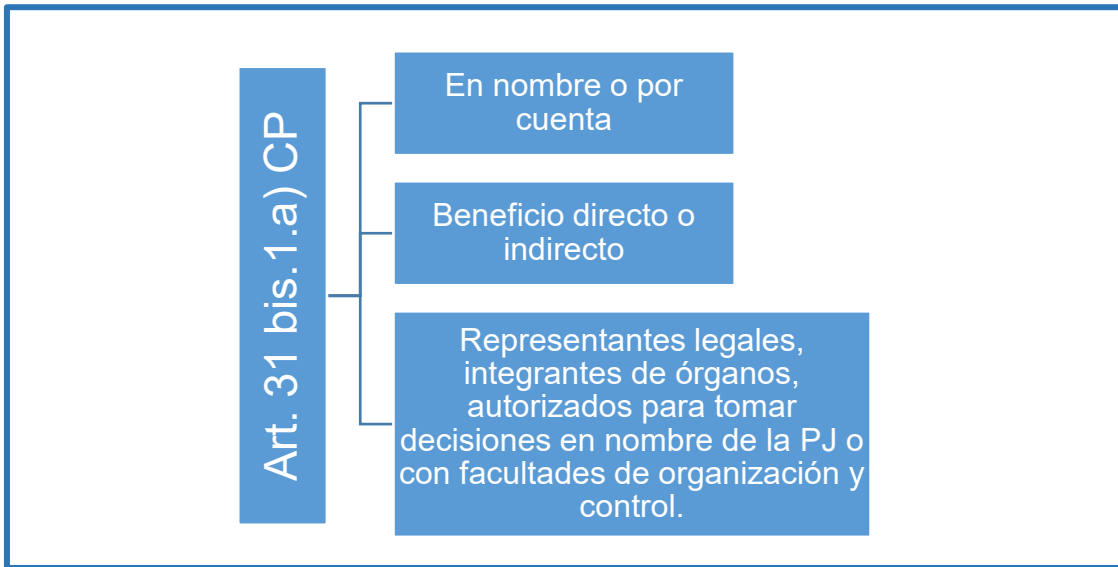 Art. 31 bis.1.a) CP
En nombre o por
cuenta
Beneficio directo o
indirecto
Representantes legales,
integrantes de órganos,
autorizados para tomar
decisiones en nombre de la PJ o
con facultades de organización y
control.